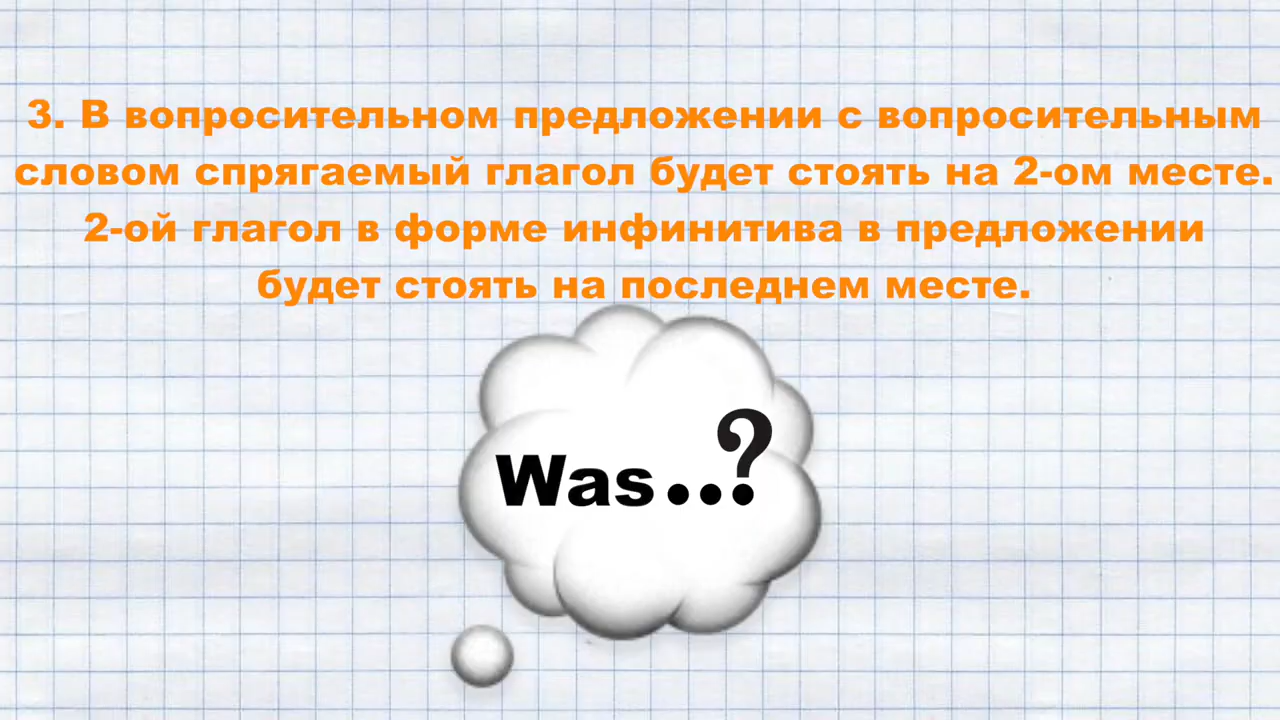 3. В вопросительном предложении с вопросительным
словом спрягаемый глагол будет стоять на 2-ом месте.
2-ой глагол в форме инфинитива в предложении
будет стоять на последнем месте.
Was...?